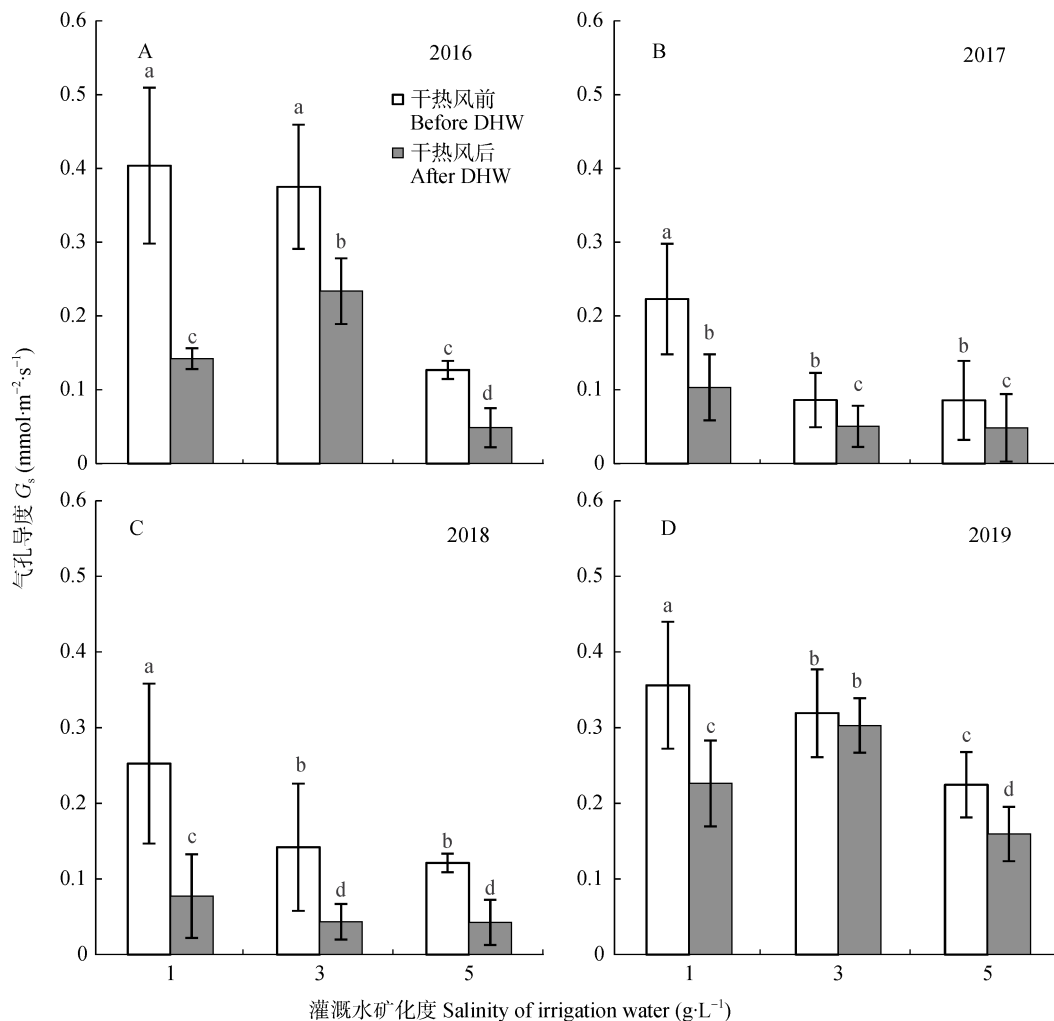 A
2016
干热风前
Before DHW
干热风后
After DHW
0.6
0.5
0.4
0.3
0.2
0.1
0
a
c
a
b
c
d
B
2017
0.6
0.5
0.4
0.3
0.2
0.1
0
a
b
b
c
b
c
气孔导度 Gs (mmol·m−2·s−1)
C
2018
0.6
0.5
0.4
0.3
0.2
0.1
0
a
c
b
d
b
d
1
3
5
D
2019
0.6
0.5
0.4
0.3
0.2
0.1
0
a
c
b
b
c
d
1
3
5
灌溉水矿化度 Salinity of irrigation water (g·L−1)